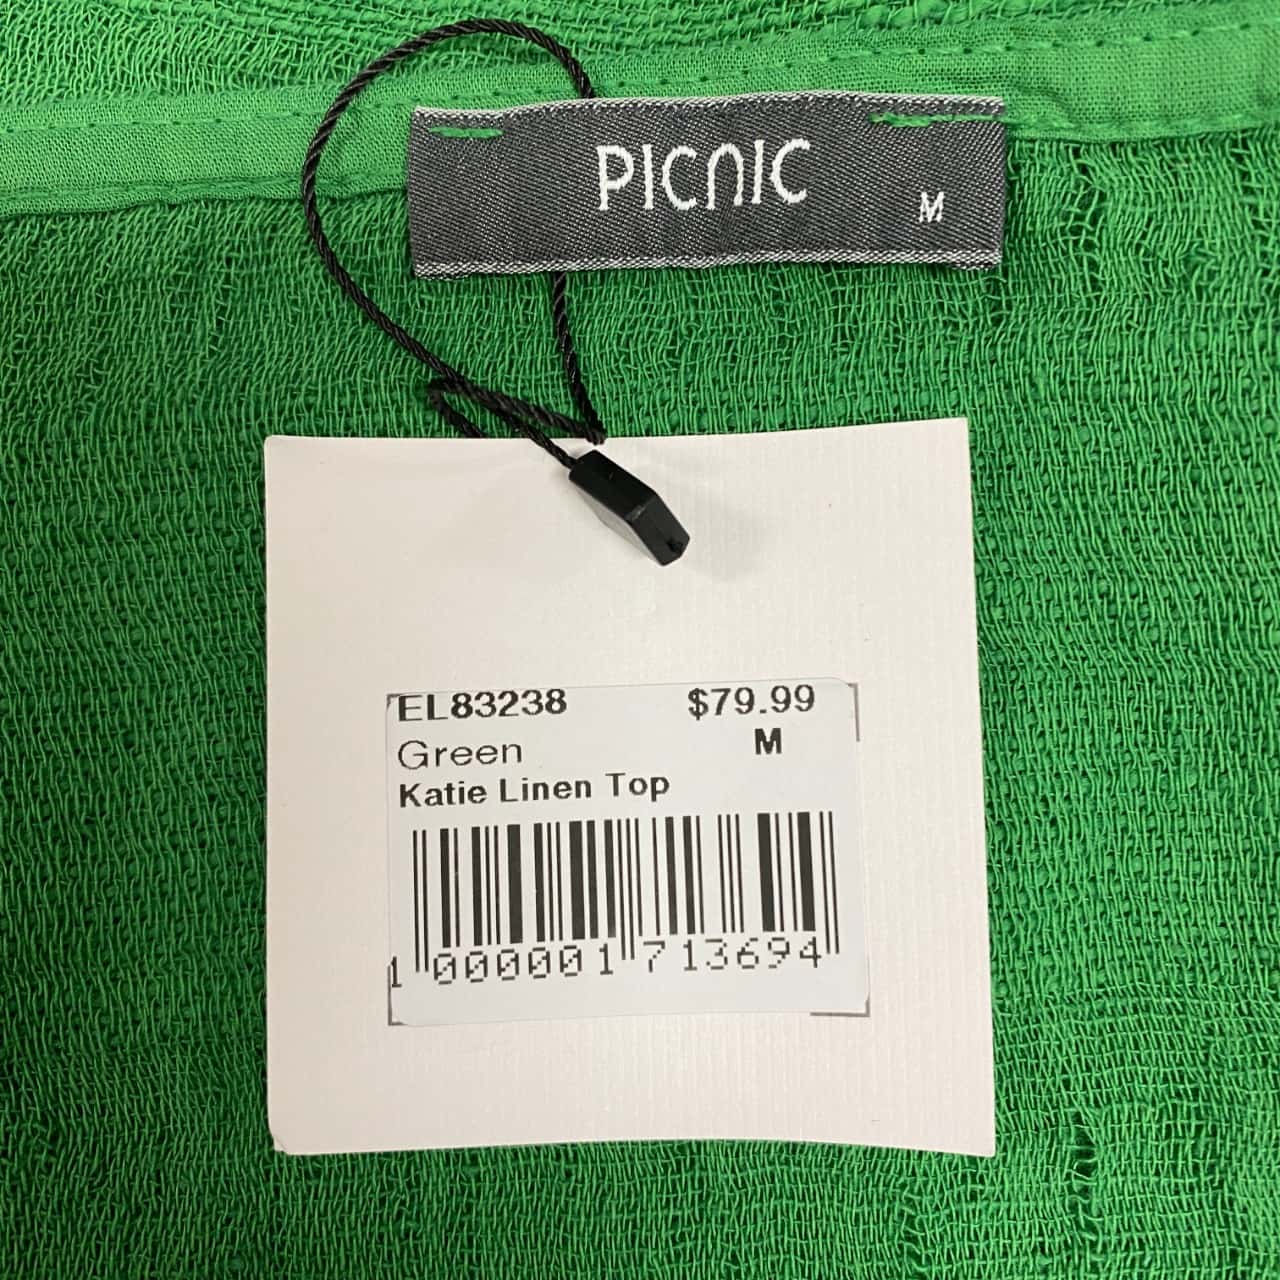 PICNIC
M
EL83238 $79.99
Green M
Katie Linen Top
1 000001 713694